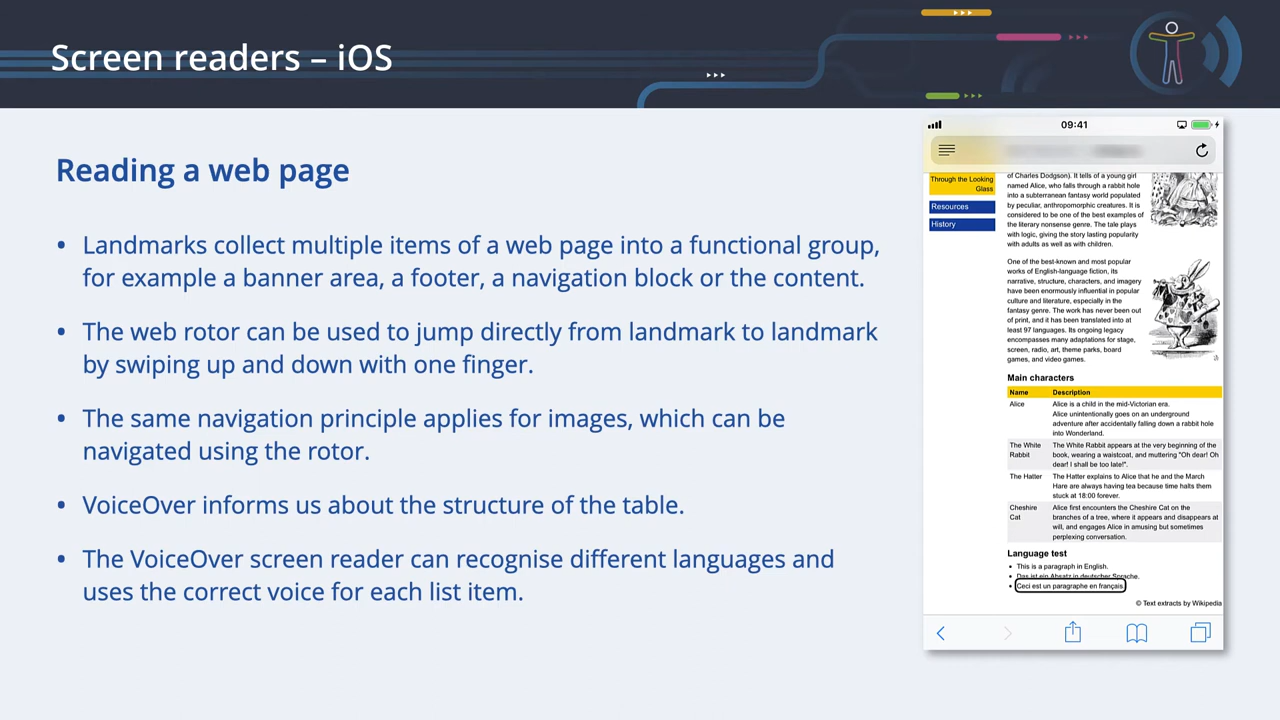 Screen readers – iOS
Reading a web page
• Landmarks collect multiple items of a web page into a functional group,
for example a banner area, a footer, a navigation block or the content.
• The web rotor can be used to jump directly from landmark to landmark
by swiping up and down with one finger.
• The same navigation principle applies for images, which can be
navigated using the rotor.
• VoiceOver informs us about the structure of the table.
• The VoiceOver screen reader can recognise different languages and
uses the correct voice for each list item.
09:41
Through the Looking
Glass
Resources
History
of Charles Dodgson). It tells of a young girl
named Alice, who falls through a rabbit hole
into a subterranean fantasy world populated
by peculiar, anthropomorphic creatures. It is
considered to be one of the best examples of
the literary nonsense genre. The tale plays
with logic, giving the story lasting popularity
with adults as well as with children.
One of the best-known and most popular
works of English-language fiction, its
narrative, structure, characters, and imagery
have been enormously influential in popular
culture and literature, especially in the
fantasy genre. The work has never been out
of print, and it has been translated into at
least 97 languages. Its ongoing legacy
encompasses many adaptations for stage,
screen, radio, art, theme parks, board
games, and video games.
Main characters
Name Description
Alice Alice is a child in the mid-Victorian era.
Alice unintentionally goes on an underground
adventure after accidentally falling down a rabbit hole
into Wonderland.
The White The White Rabbit appears at the very beginning of the
Rabbit book, wearing a waistcoat, and muttering "Oh dear! Oh
dear! I shall be too late!".
The Hatter The Hatter explains to Alice that he and the March
Hare are always having tea because time halts them
stuck at 18:00 forever.
Cheshire Alice first encounters the Cheshire Cat on the
Cat branches of a tree, where it appears and disappears at
will, and engages Alice in amusing but sometimes
perplexing conversation.
Language test
• This is a paragraph in English.
• Das ist ein Absatz in deutscher Sprache.
• Ceci est un paragraphe en français.
© Text extracts by Wikipedia